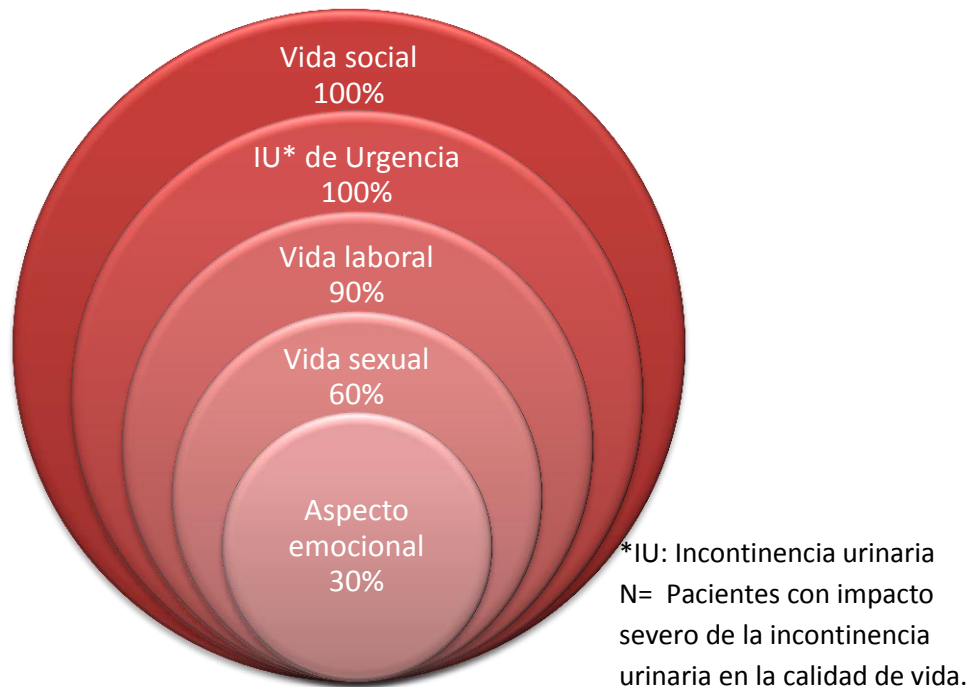 Vida social
100%
IU* de Urgencia
100%
Vida laboral
90%
Vida sexual
60%
Aspecto
emocional
30%
*IU: Incontinencia urinaria
N= Pacientes con impacto
severo de la incontinencia
urinaria en la calidad de vida.